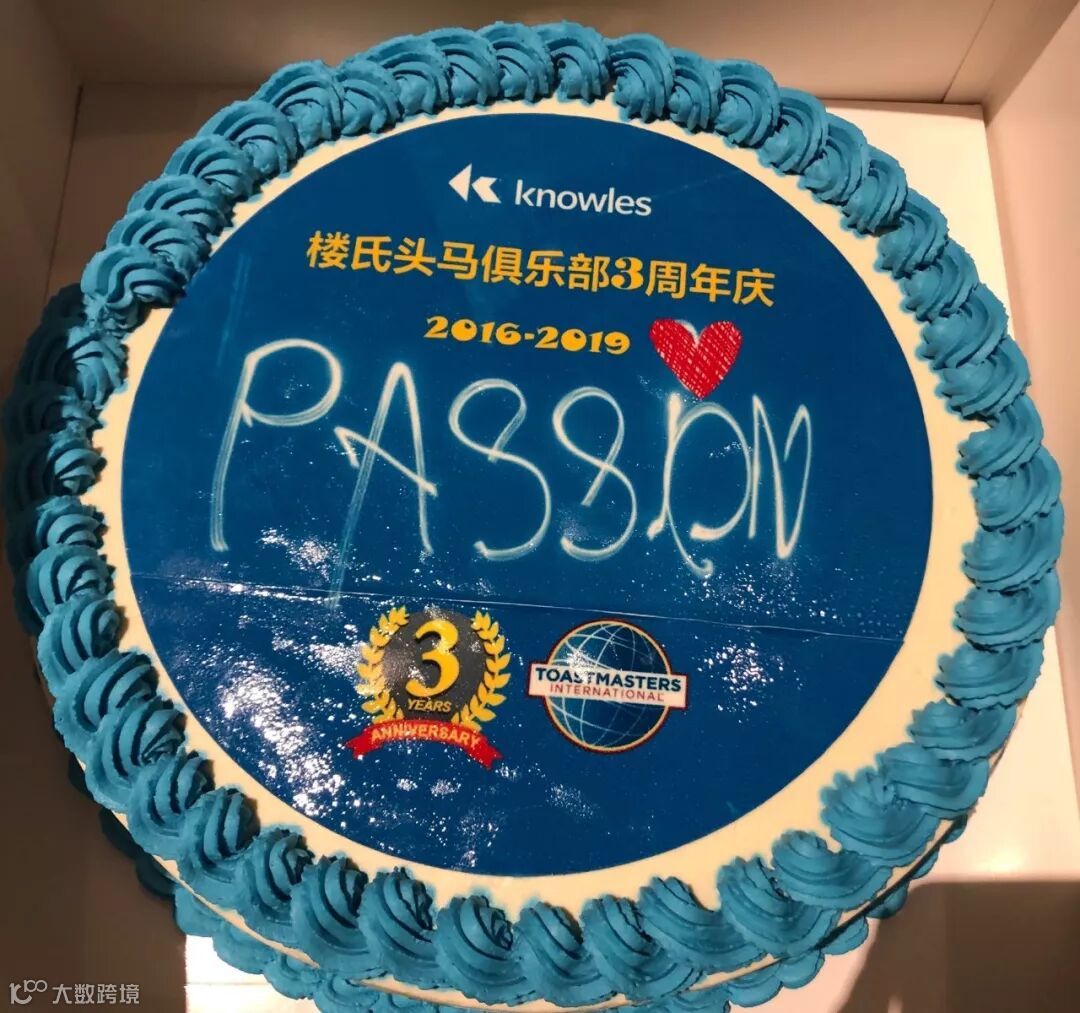 knowles
楼氏头马俱乐部3周年庆
2016-2019
PASSION
3
YEARS
ANNIVERSARY
TOASTMASTERS
INTERNATIONAL
大数跨境